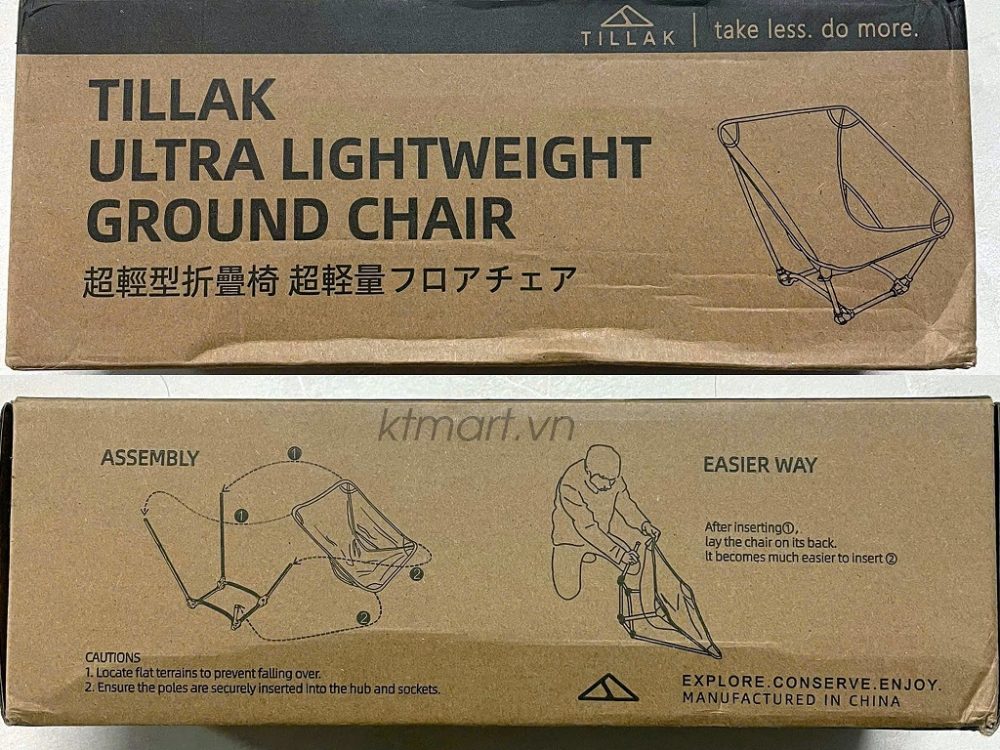 TILLAK | take less. do more.
TILLAK
ULTRA LIGHTWEIGHT
GROUND CHAIR
超輕型折疊椅 超軽量フロアチェア
ktmart.vn
ASSEMBLY
①
①
②
②
EASIER WAY
After inserting①,
lay the chair on its back.
It becomes much easier to insert ②
CAUTIONS
1. Locate flat terrains to prevent falling over.
2. Ensure the poles are securely inserted into the hub and sockets.
EXPLORE.CONSERVE.ENJOY.
MANUFACTURED IN CHINA